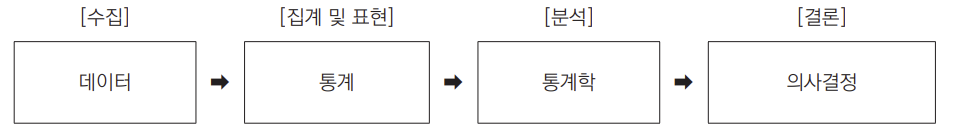 [수집] [집계 및 표현] [분석] [결론]
데이터 ➡ 통계 ➡ 통계학 ➡ 의사결정